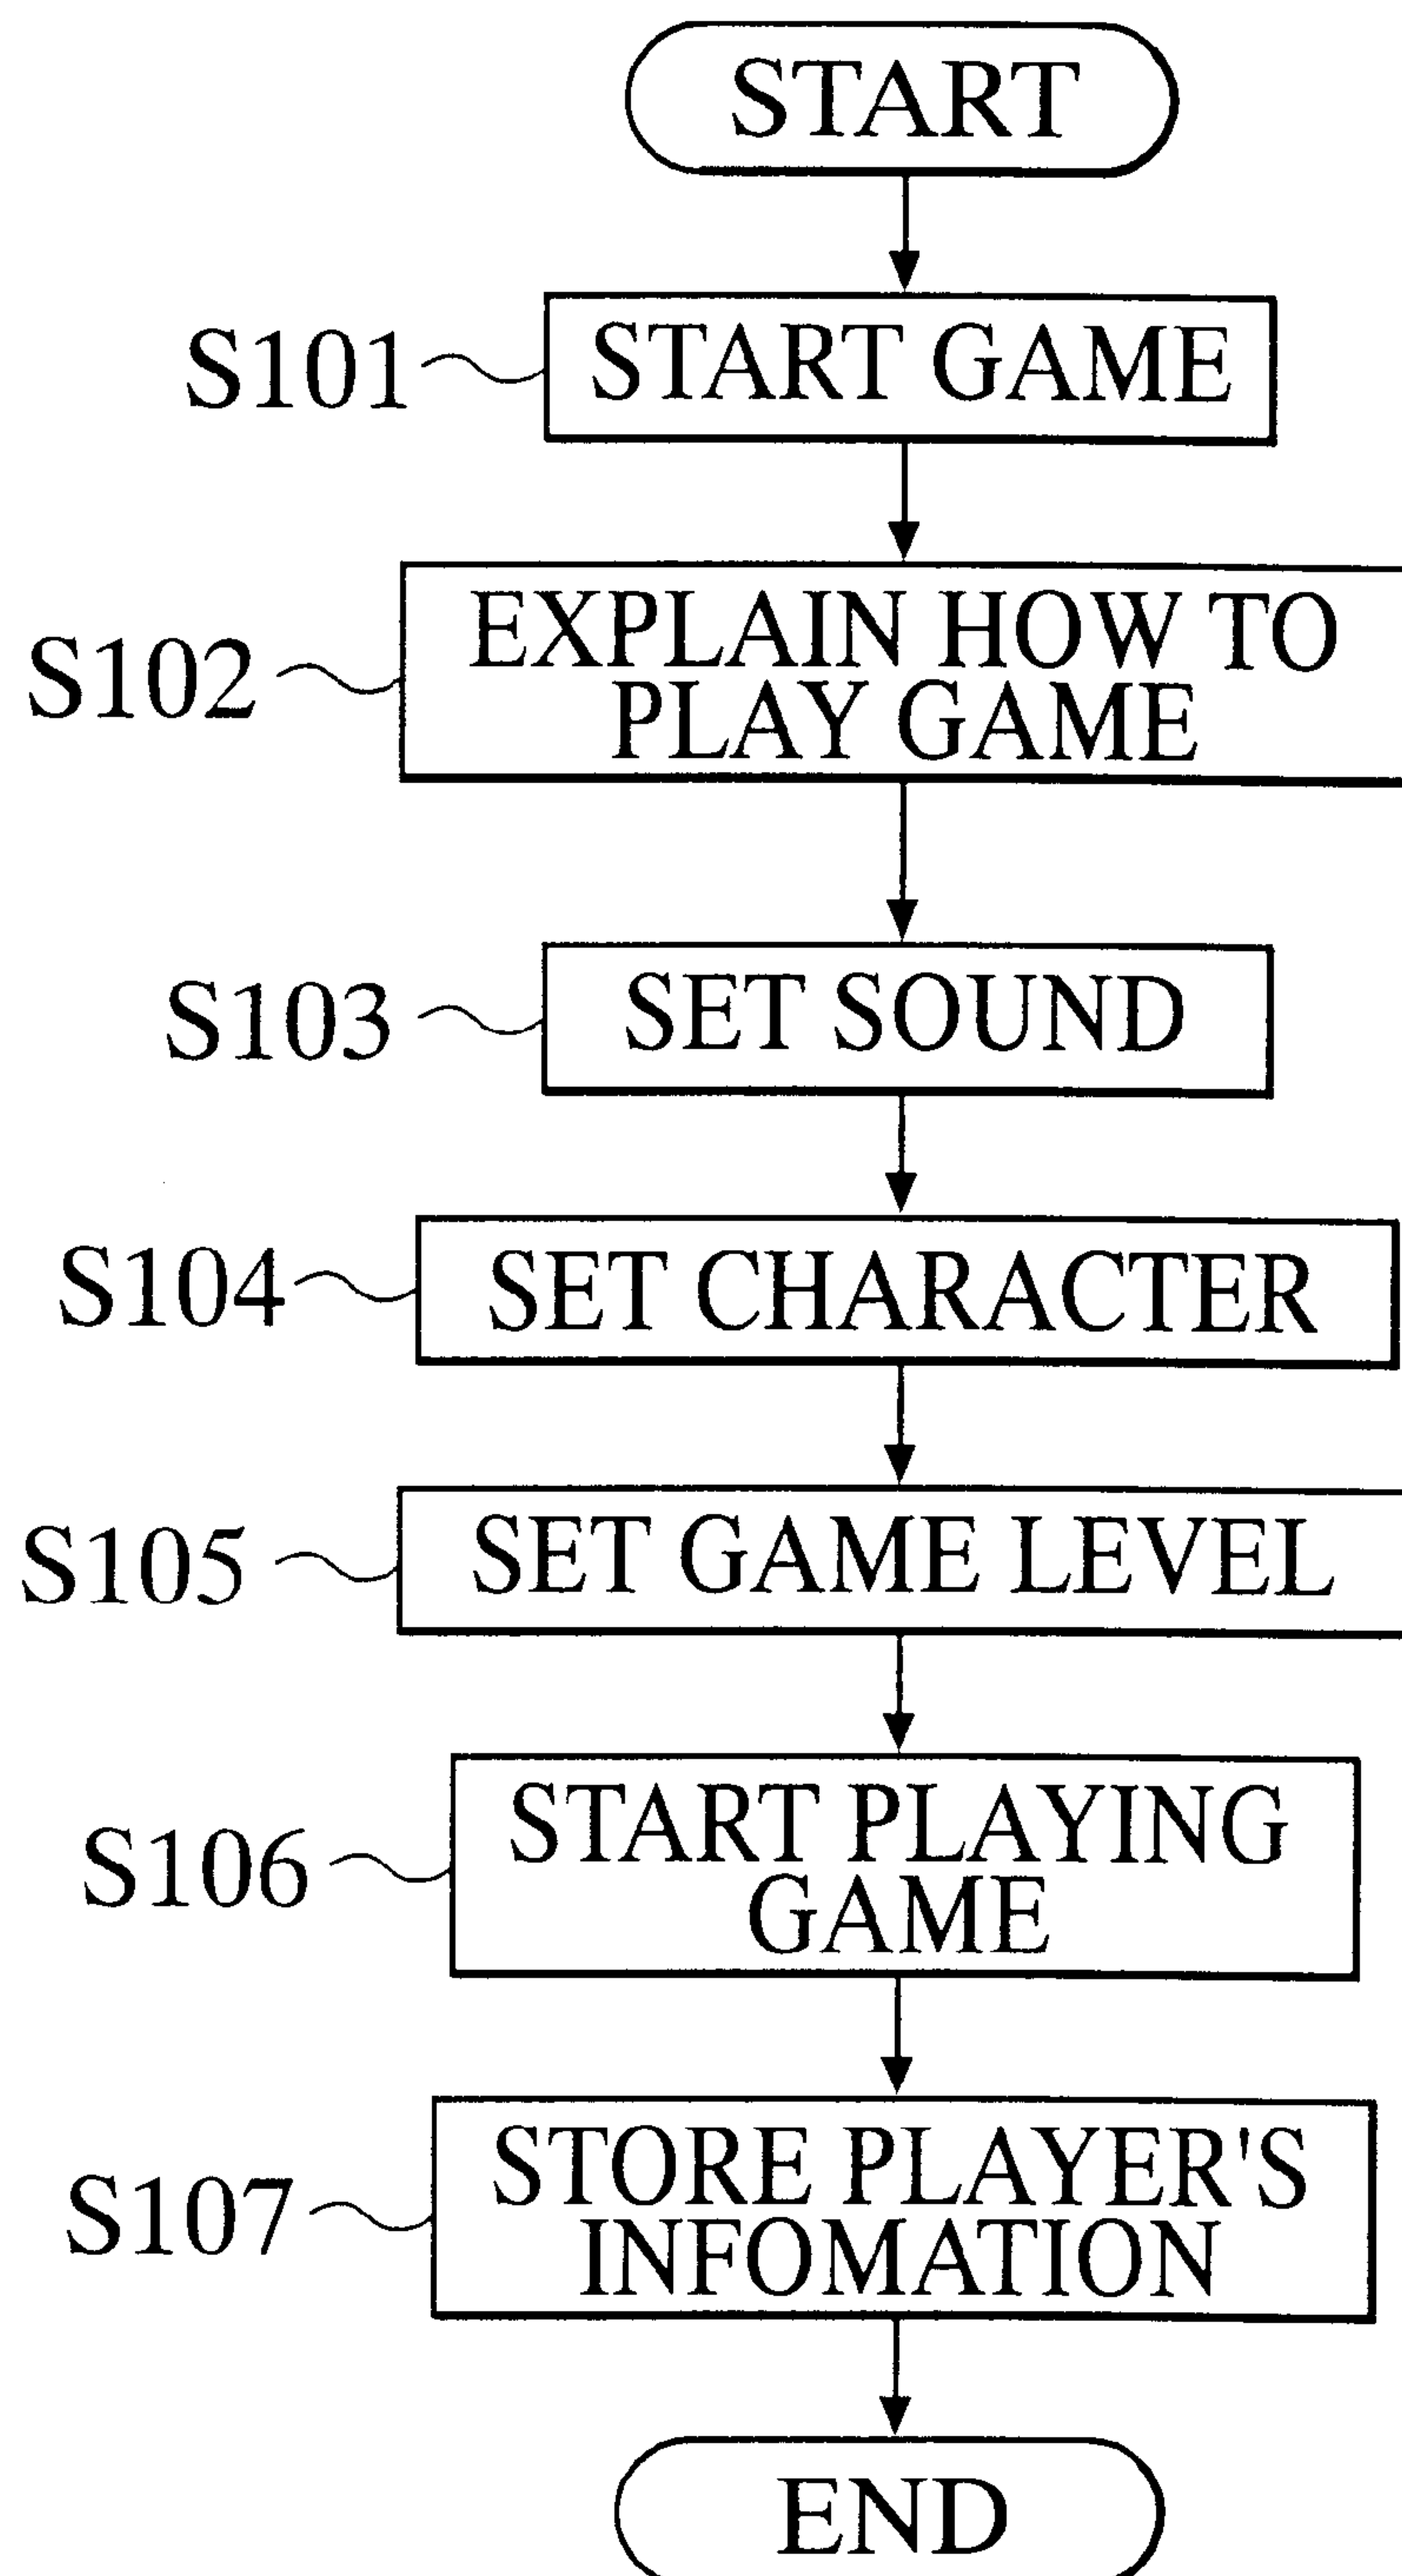 START
S101 START GAME
S102 EXPLAIN HOW TO
PLAY GAME
S103 SET SOUND
S104 SET CHARACTER
S105 SET GAME LEVEL
S106 START PLAYING
GAME
S107 STORE PLAYER'S
INFOMATION
END